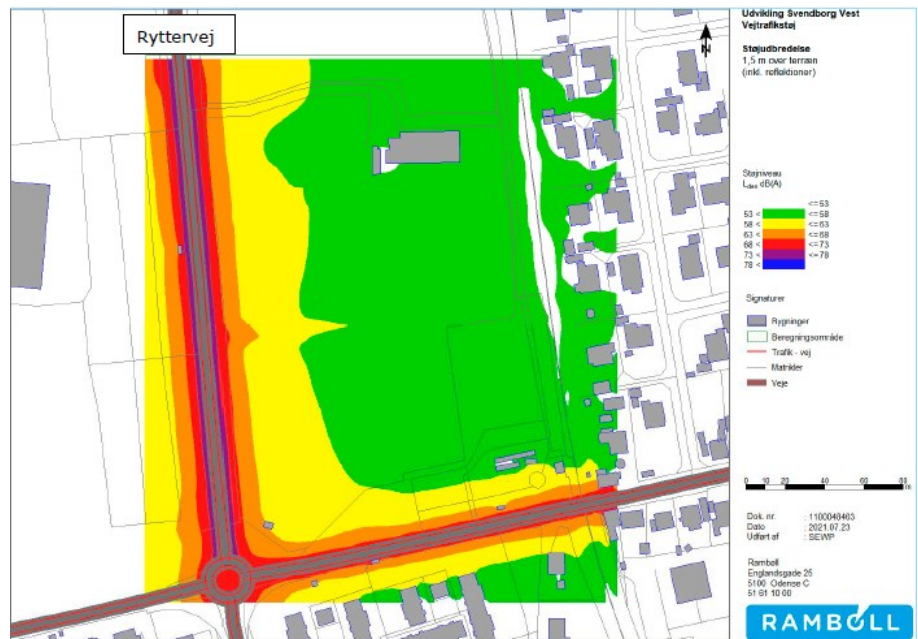 Ryttervej
N
Udvikling Svendborg Vest
Vejtrafikstøj
Støjudbredelse
1,5 m over terræn
(inkl. reflektioner)
Støjniveau
Lden dB(A)
<= 53
53 < <= 58
58 < <= 63
63 < <= 68
68 < <= 73
73 < <= 78
78 <
Signaturer
Bygninger
Beregningsområde
Trafik - vej
Matrikler
Veje
0 10 20 40 60 80
m
Dok. nr. : 1100048463
Dato : 2021.07.23
Udført af : SEWP
Rambøll
Englandsgade 25
5100 Odense C
51 61 10 00
RAMBOLL